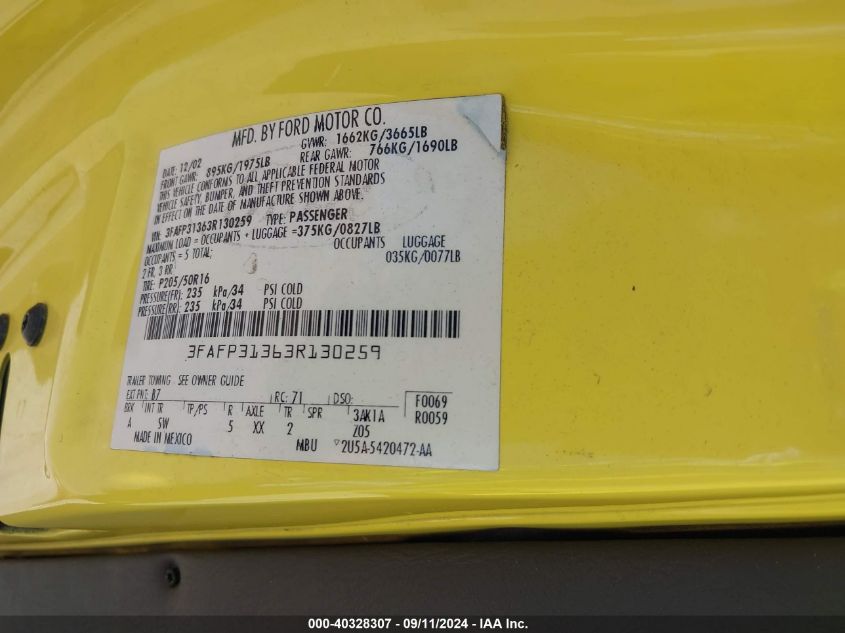 MFD. BY FORD MOTOR CO.
DATE: 12/02 GVWR: 1662KG/3665LB
FRONT GAWR: 895KG/1975LB REAR GAWR: 766KG/1690LB
THIS VEHICLE CONFORMS TO ALL APPLICABLE FEDERAL MOTOR
VEHICLE SAFETY, BUMPER, AND THEFT PREVENTION STANDARDS
IN EFFECT ON THE DATE OF MANUFACTURE SHOWN ABOVE.
VIN: 3FAFP31363R130259 TYPE: PASSENGER
MAXIMUM LOAD = OCCUPANTS + LUGGAGE =375KG/0827LB
OCCUPANTS = 5 TOTAL; OCCUPANTS LUGGAGE
2 FR, 3 RR 035KG/0077LB
TIRE: P205/50R16
PRESSURE(FR): 235 kPa/34 PSI COLD
PRESSURE(RR): 235 kPa/34 PSI COLD
3FAFP31363R130259
TRAILER TOWING SEE OWNER GUIDE
EXT PNT: B7 RC: 71 DSO: F0069
BRK INT TR TP/PS R AXLE TR SPR 3AK1A R0059
A SW 5 XX 2 Z05
MADE IN MEXICO MBU 2U5A-5420472-AA
000-40328307 - 09/11/2024 - IAAI Inc.